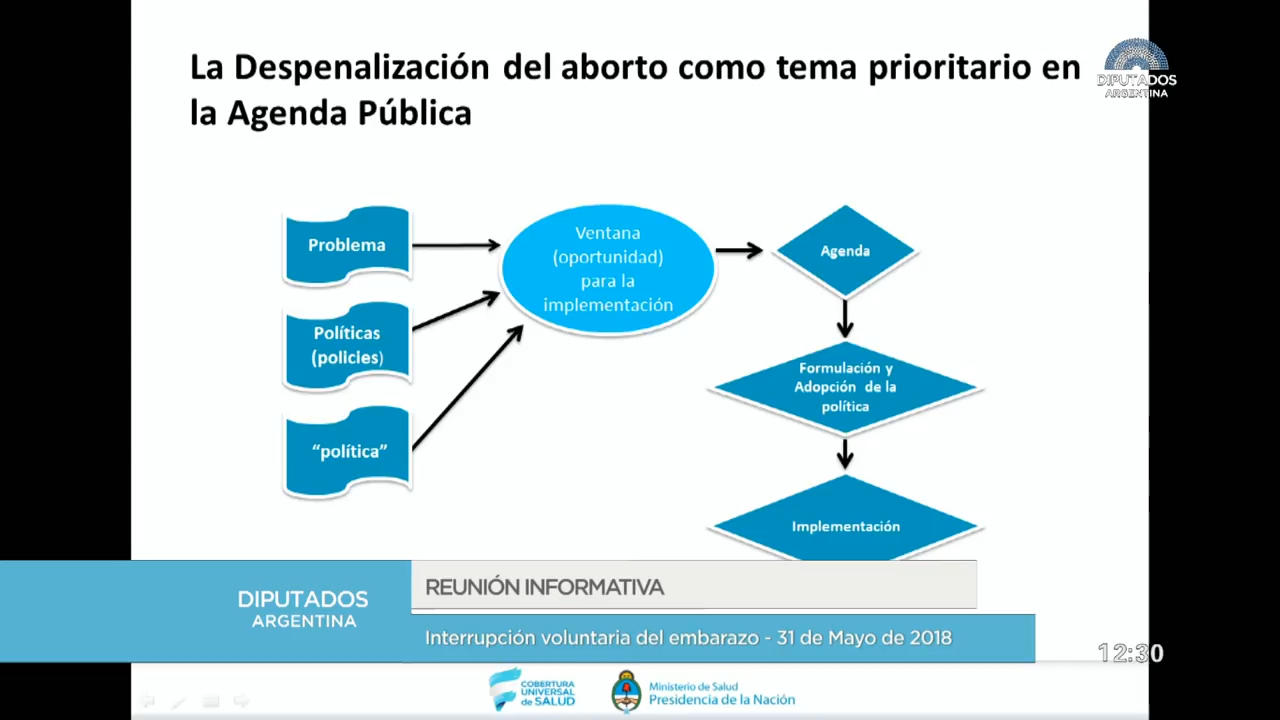 La Despenalización del aborto como tema prioritario en
la Agenda Pública
DIPUTADOS
ARGENTINA
Problema
Políticas
(policies)
“política”
Ventana
(oportunidad)
para la
implementación
Agenda
Formulación y
Adopción de la
política
Implementación
DIPUTADOS
ARGENTINA
REUNIÓN INFORMATIVA
Interrupción voluntaria del embarazo - 31 de Mayo de 2018
12:30
COBERTURA
UNIVERSAL
de SALUD
Ministerio de Salud
Presidencia de la Nación